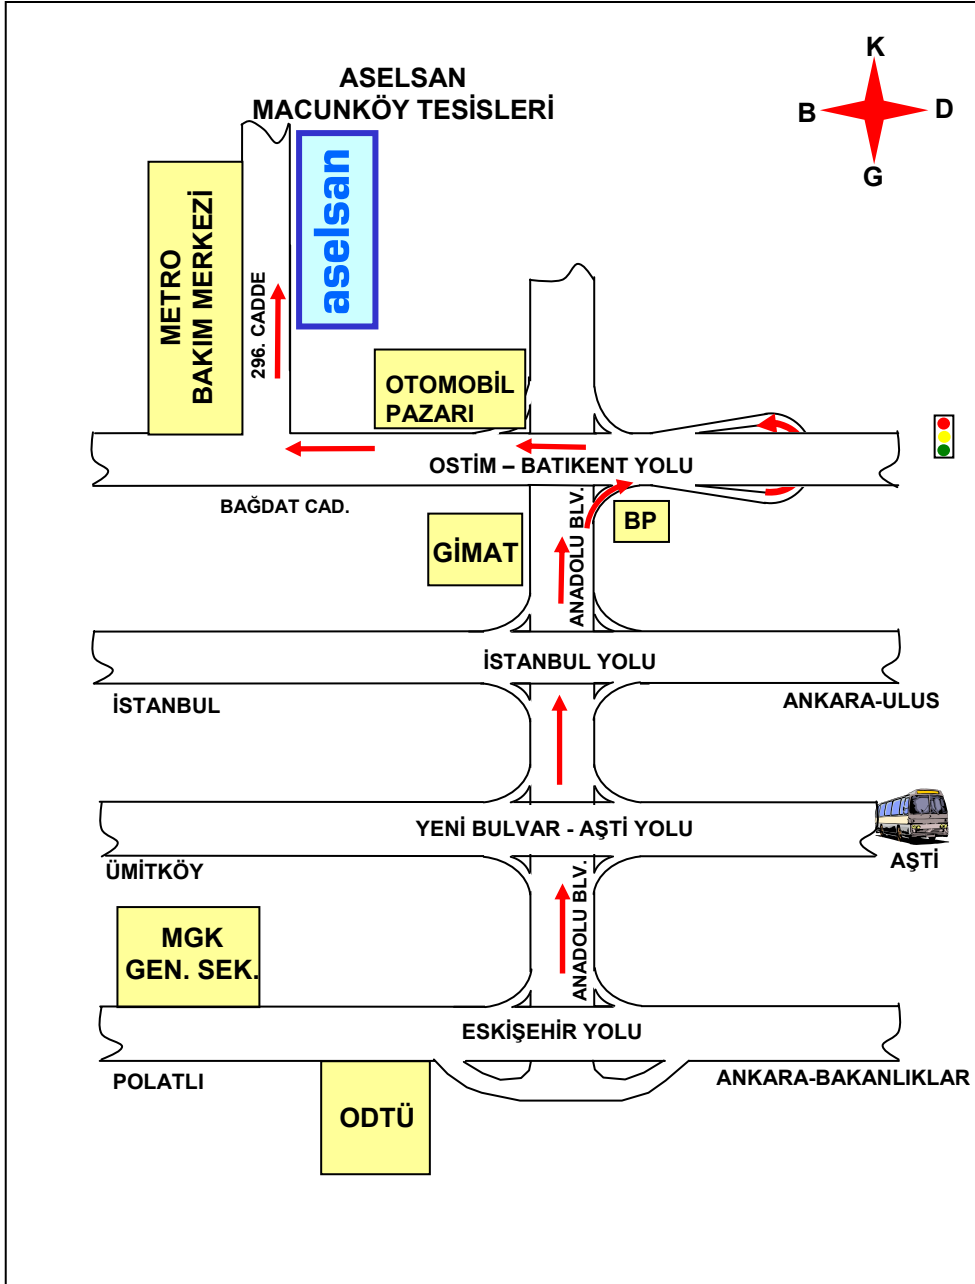 K
B
D
G
ASELSAN
MACUNKÖY TESİSLERİ
METRO
BAKIM MERKEZİ
296. CADDE
aselsan
OTOMOBİL
PAZARI
OSTİM – BATIKENT YOLU
BAĞDAT CAD.
GİMAT
ANADOLU BLV.
BP
İSTANBUL YOLU
İSTANBUL
ANKARA-ULUS
YENİ BULVAR - AŞTİ YOLU
ÜMİTKÖY
AŞTİ
ANADOLU BLV.
MGK
GEN. SEK.
ESKİŞEHİR YOLU
POLATLI
ANKARA-BAKANLIKLAR
ODTÜ